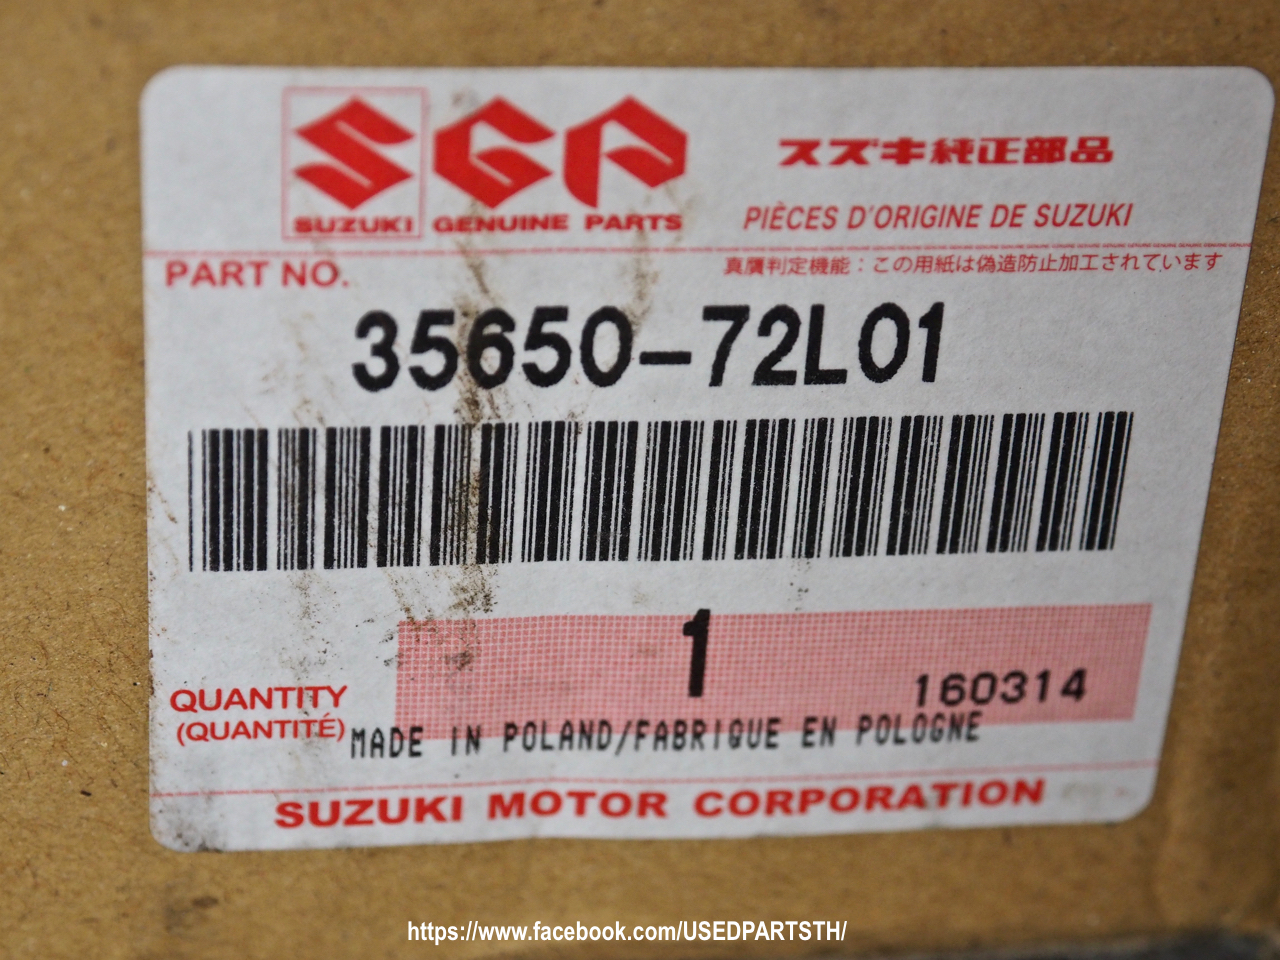 SGP
SUZUKI GENUINE PARTS
スズキ純正部品
PIÈCES D'ORIGINE DE SUZUKI
PART NO.
真贋判定機能：この用紙は偽造防止加工されています
35650-72L01
1
160314
QUANTITY
(QUANTITÉ)
MADE IN POLAND/FABRIQUE EN POLOGNE
SUZUKI MOTOR CORPORATION
https://www.facebook.com/USEDPARTSTH/